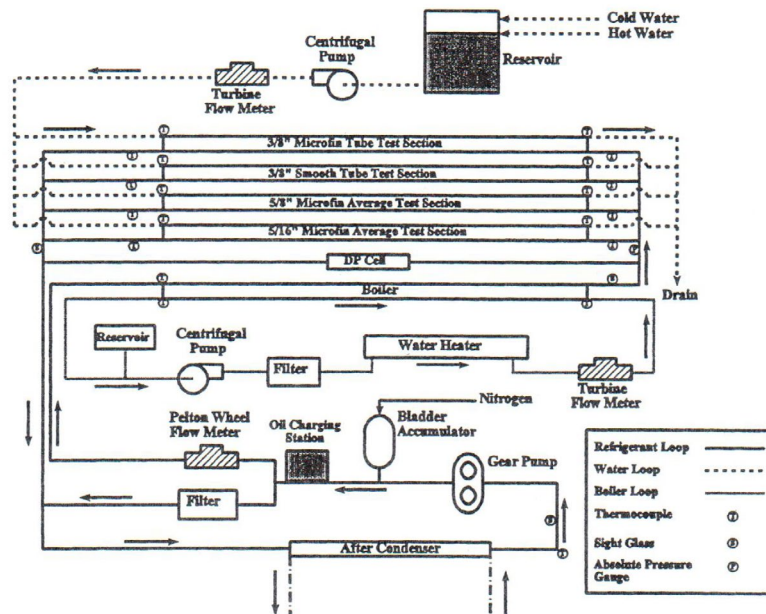 Cold Water
Hot Water
Reservoir
Centrifugal
Pump
Turbine
Flow Meter
3/8" Microfin Tube Test Section
3/8" Smooth Tube Test Section
5/8" Microfin Average Test Section
5/16" Microfin Average Test Section
DP Cell
Boiler
Drain
Reservoir
Centrifugal
Pump
Filter
Water Heater
Turbine
Flow Meter
Nitrogen
Pelton Wheel
Flow Meter
Oil Charging
Station
Bladder
Accumulator
Gear Pump
Filter
After Condenser
Refrigerant Loop
Water Loop
Boiler Loop
Thermocouple
Sight Glass
Absolute Pressure
Gauge